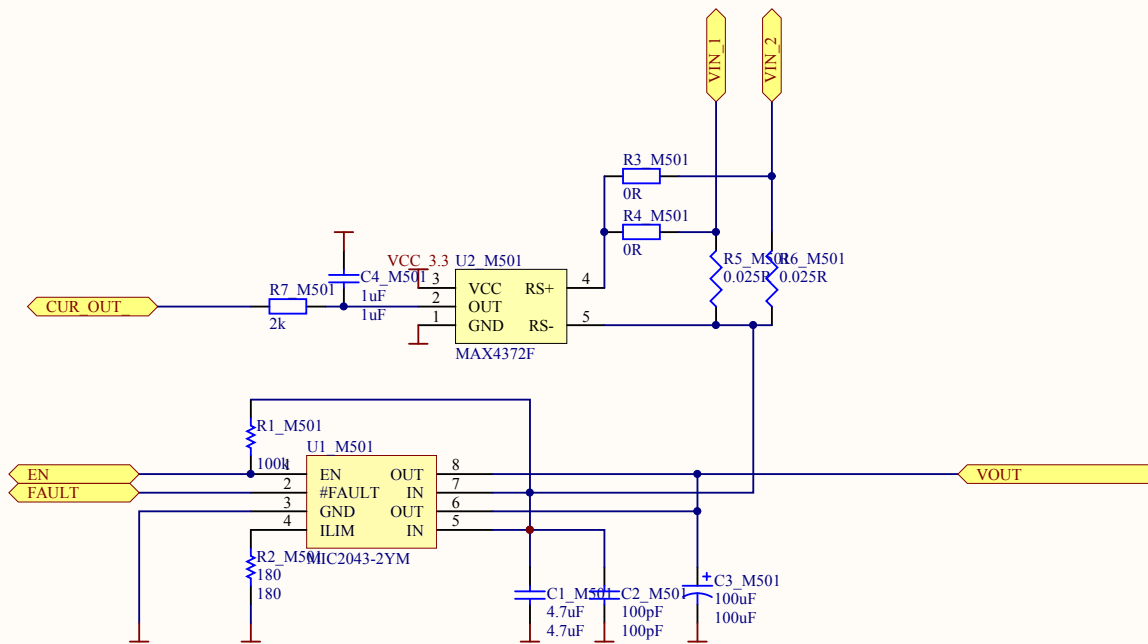 VIN_1
VIN_2
R3_M501
0R
R4_M501
0R
VCC_3.3
U2_M501
R5_M501
0.025R
R6_M501
0.025R
C4_M501
1uF
1uF
3
VCC
RS+
4
CUR_OUT
R7_M501
2k
2
OUT
1
GND
RS-
5
MAX4372F
R1_M501
100k
U1_M501
EN
1
EN
OUT
8
VOUT
FAULT
2
#FAULT
IN
7
3
GND
OUT
6
4
ILIM
IN
5
R2_M501
180
180
MIC2043-2YM
C1_M501
4.7uF
4.7uF
C2_M501
100pF
100pF
+
C3_M501
100uF
100uF